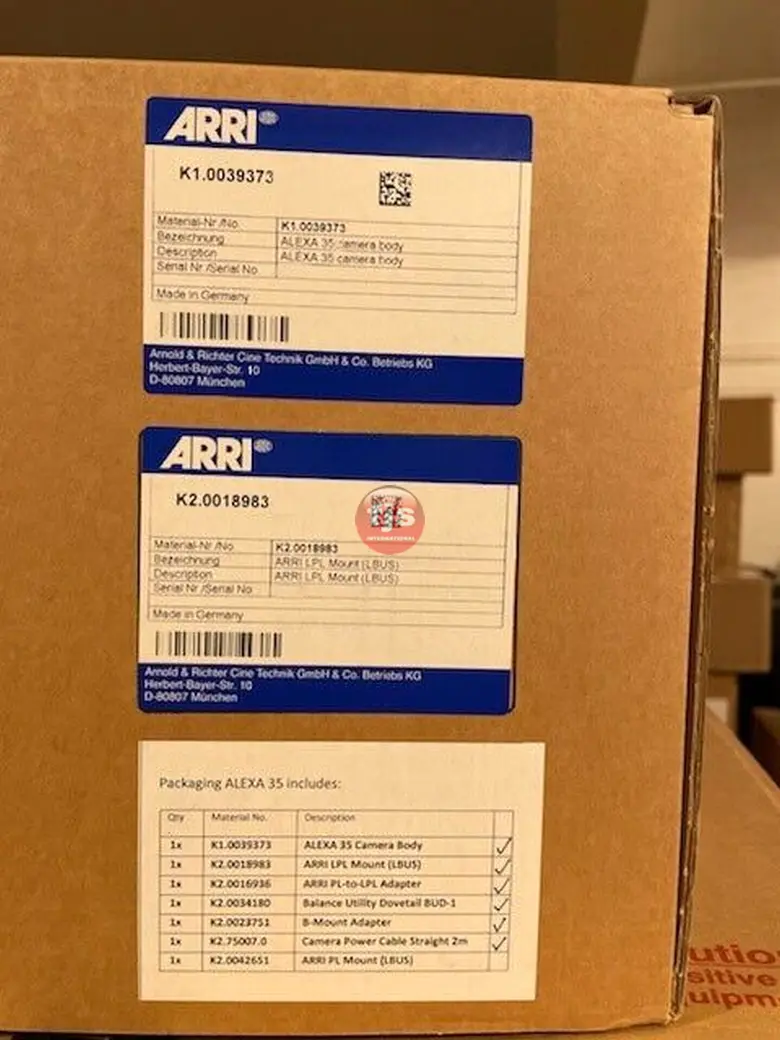 ARRI
K1.0039373
Material-Nr./No. K1.0039373
Bezeichnung ALEXA 35 camera body
Description ALEXA 35 camera body
Serial Nr./Serial No.
Made in Germany
Arnold & Richter Cine Technik GmbH & Co. Betriebs KG
Herbert-Bayer-Str. 10
D-80807 München
ARRI
K2.0018983
tjs
INTERNATIONAL
Material-Nr./No. K2.0018983
Bezeichnung ARRI LPL Mount (LBUS)
Description ARRI LPL Mount (LBUS)
Serial Nr./Serial No.
Made in Germany
Arnold & Richter Cine Technik GmbH & Co. Betriebs KG
Herbert-Bayer-Str. 10
D-80807 München
Packaging ALEXA 35 includes:
Qty Material No. Description
1x K1.0039373 ALEXA 35 Camera Body
1x K2.0018983 ARRI LPL Mount (LBUS)
1x K2.0016936 ARRI PL-to-LPL Adapter
1x K2.0034180 Balance Utility Dovetail BUD-1
1x K2.0023751 B-Mount Adapter
1x K2.75007.0 Camera Power Cable Straight 2m
1x K2.0042651 ARRI PL Mount (LBUS)